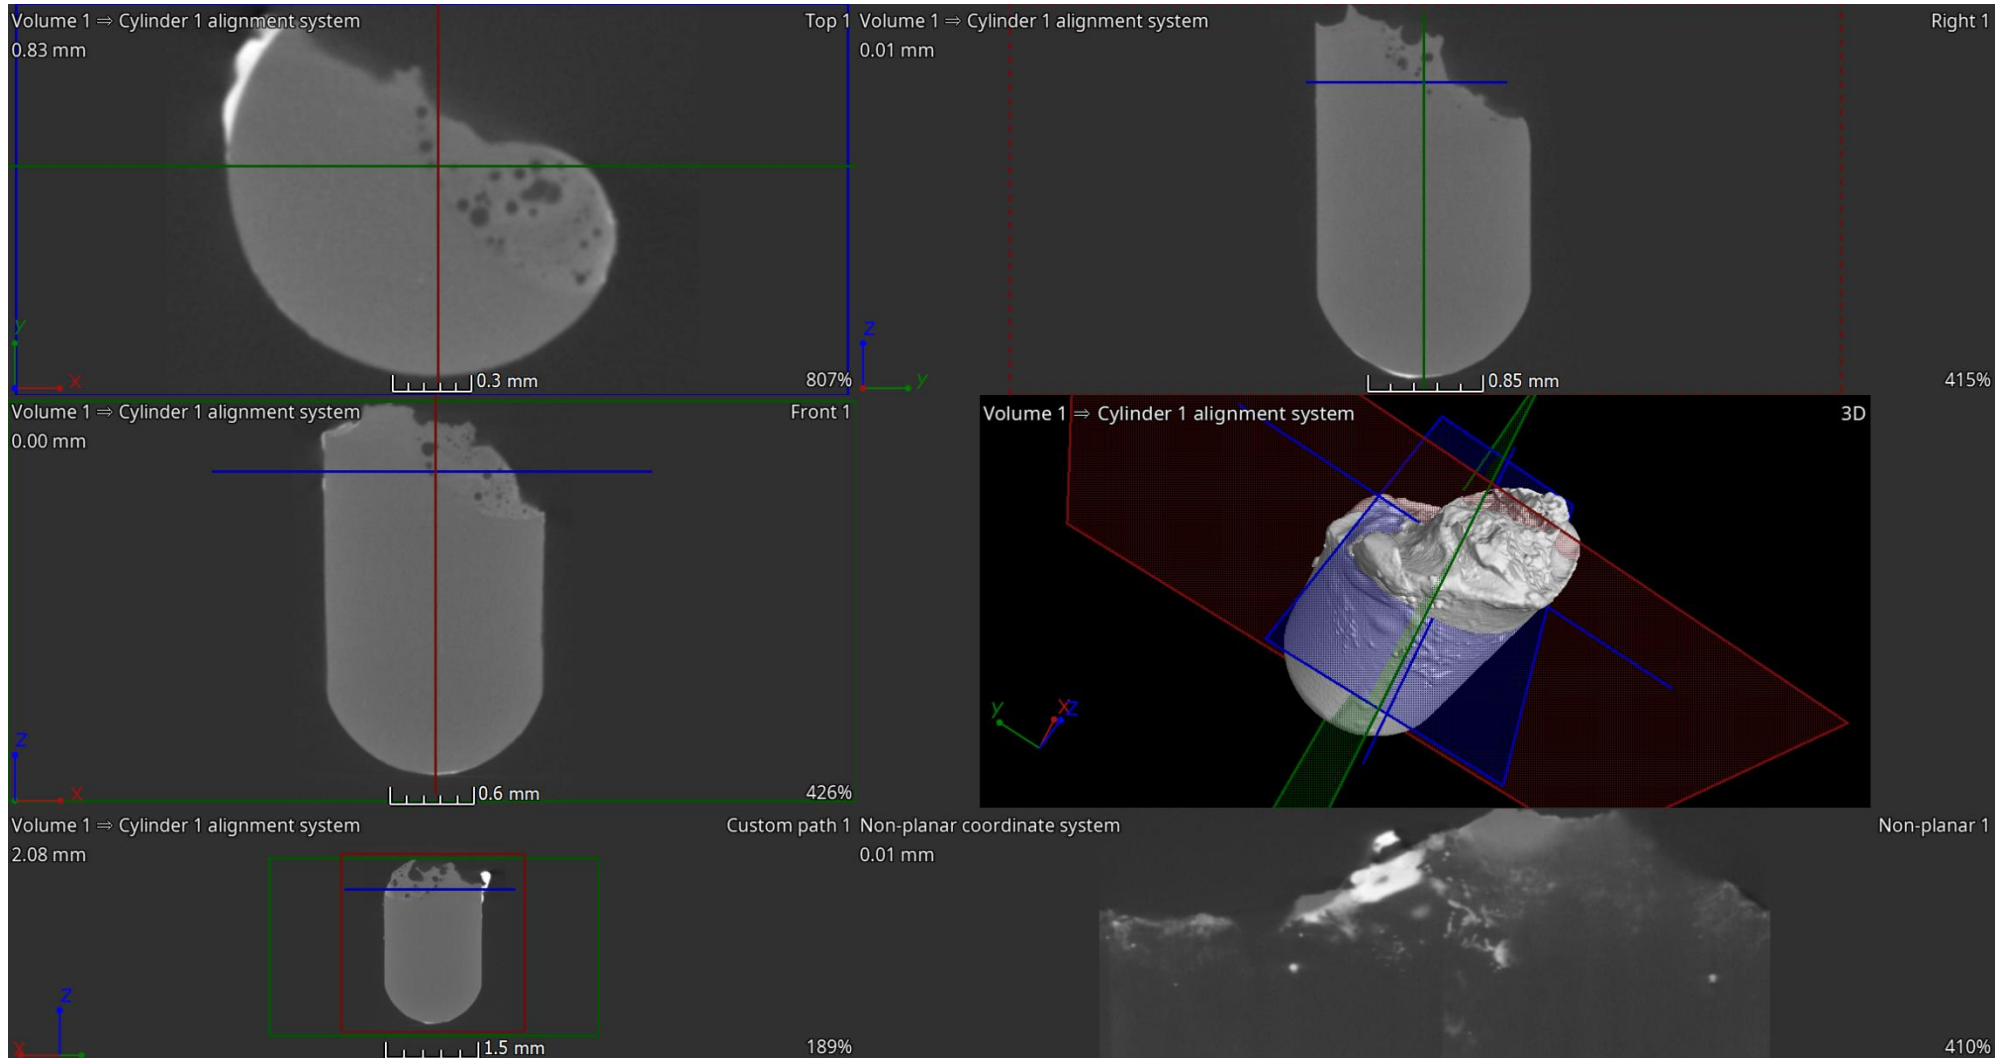 Volume 1 ⇒ Cylinder 1 alignment system
Top 1
0.83 mm
y
x
0.3 mm
807%
Volume 1 ⇒ Cylinder 1 alignment system
Right 1
0.01 mm
z
y
0.85 mm
415%
Volume 1 ⇒ Cylinder 1 alignment system
Front 1
0.00 mm
z
x
0.6 mm
426%
Volume 1 ⇒ Cylinder 1 alignment system
3D
y
x
z
Volume 1 ⇒ Cylinder 1 alignment system
Custom path 1
2.08 mm
z
x
1.5 mm
189%
Non-planar coordinate system
Non-planar 1
0.01 mm
410%